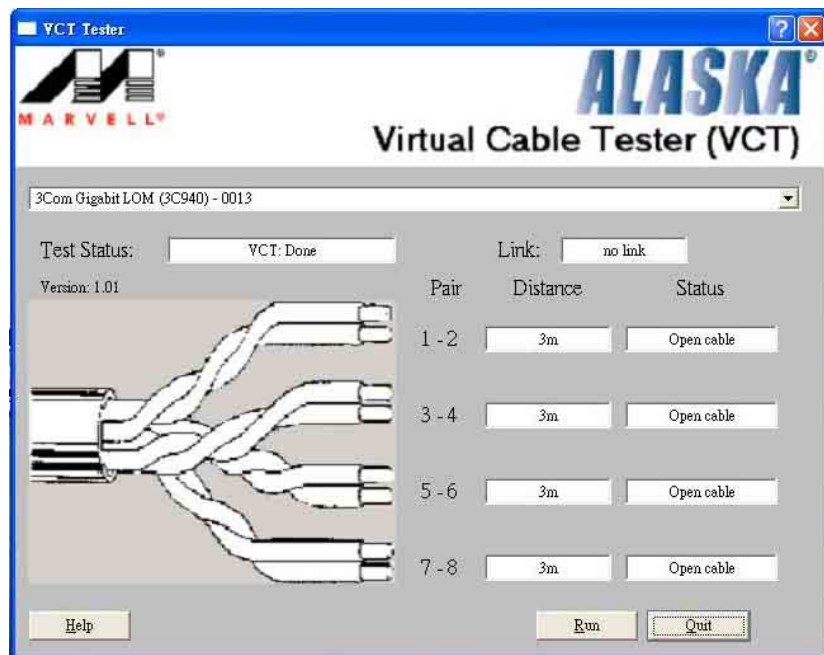 VCT Tester
MARVELL®
ALASKA®
Virtual Cable Tester (VCT)
3Com Gigabit LOM (3C940) - 0013
Test Status: VCT: Done Link: no link
Version: 1.01 Pair Distance Status
1 - 2 3m Open cable
3 - 4 3m Open cable
5 - 6 3m Open cable
7 - 8 3m Open cable
Help Run Quit